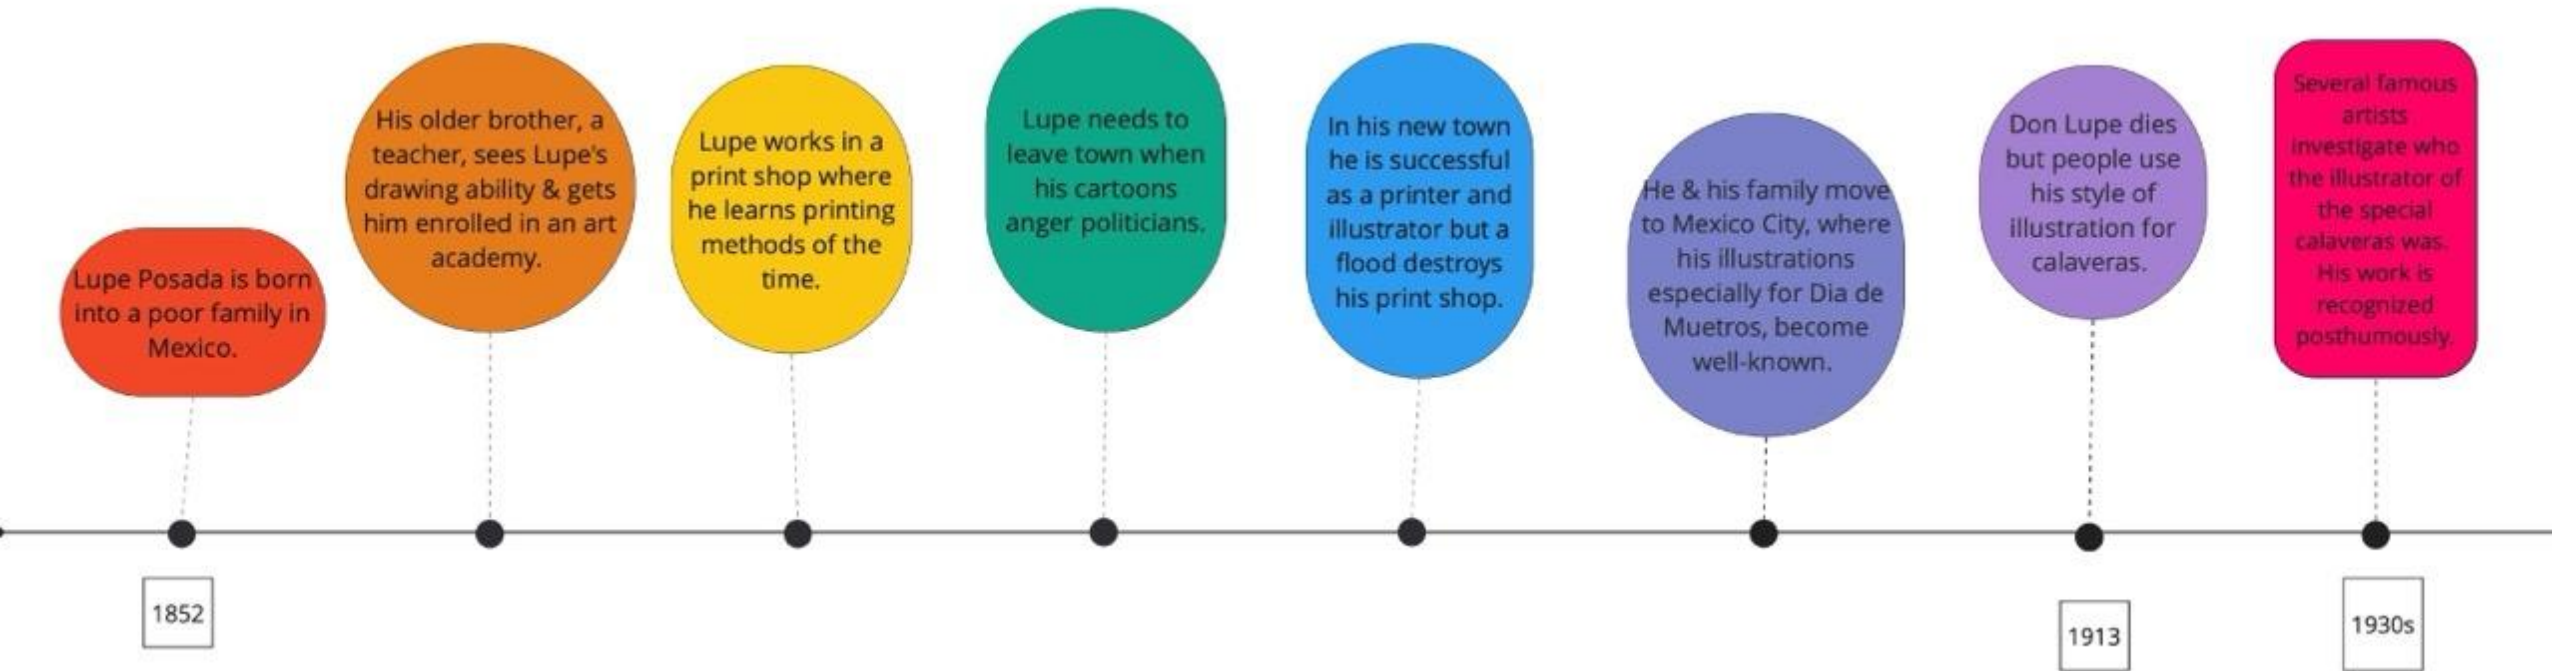 Lupe Posada is born
into a poor family in
Mexico.
His older brother, a
teacher, sees Lupe's
drawing ability & gets
him enrolled in an art
academy.
Lupe works in a
print shop where
he learns printing
methods of the
time.
Lupe needs to
leave town when
his cartoons
anger politicians.
In his new town
he is successful
as a printer and
illustrator but a
flood destroys
his print shop.
He & his family move
to Mexico City, where
his illustrations
especially for Dia de
Muetros, become
well-known.
Don Lupe dies
but people use
his style of
illustration for
calaveras.
Several famous
artists
investigate who
the illustrator of
the special
calaveras was.
His work is
recognized
posthumously.
1852
1913
1930s